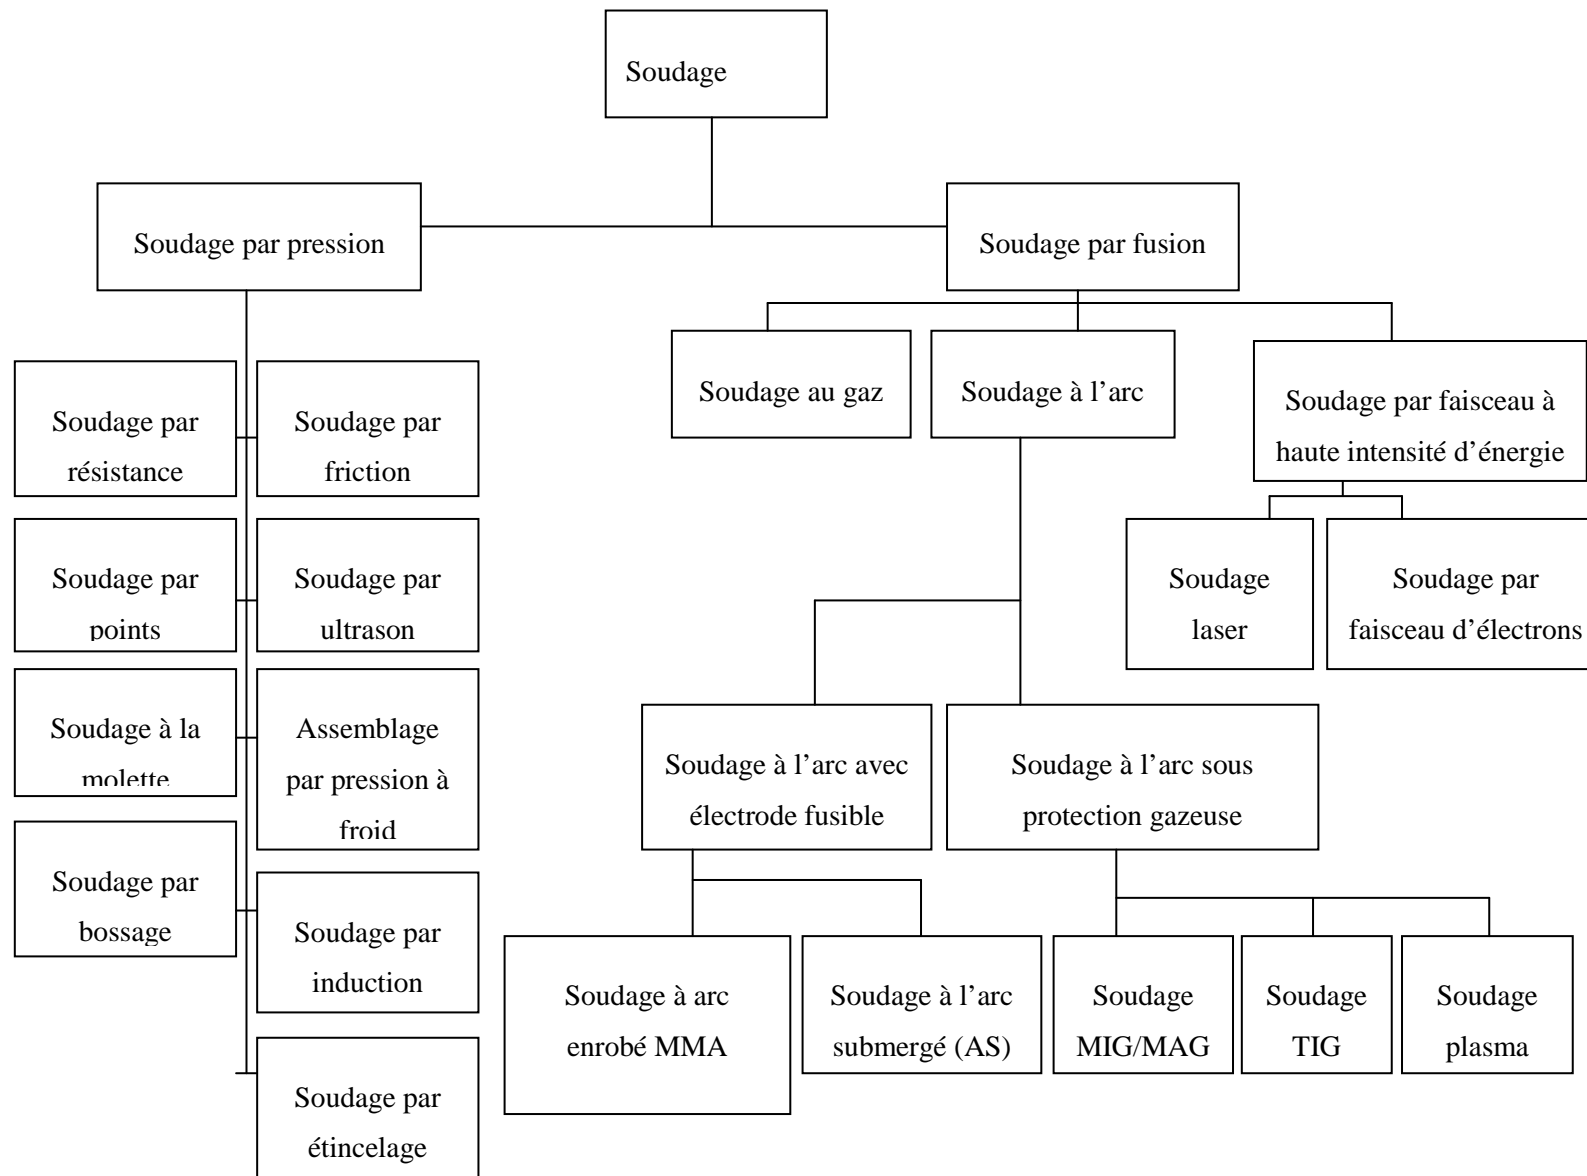 Soudage
Soudage par pression
Soudage par fusion
Soudage au gaz
Soudage à l’arc
Soudage par faisceau à
haute intensité d’énergie
Soudage par
résistance
Soudage par
friction
Soudage par
points
Soudage par
ultrason
Soudage
laser
Soudage par
faisceau d’électrons
Soudage à la
molette
Assemblage
par pression à
froid
Soudage à l’arc avec
électrode fusible
Soudage à l’arc sous
protection gazeuse
Soudage par
bossage
Soudage par
induction
Soudage à arc
enrobé MMA
Soudage à l’arc
submergé (AS)
Soudage
MIG/MAG
Soudage
TIG
Soudage
plasma
Soudage par
étincelage